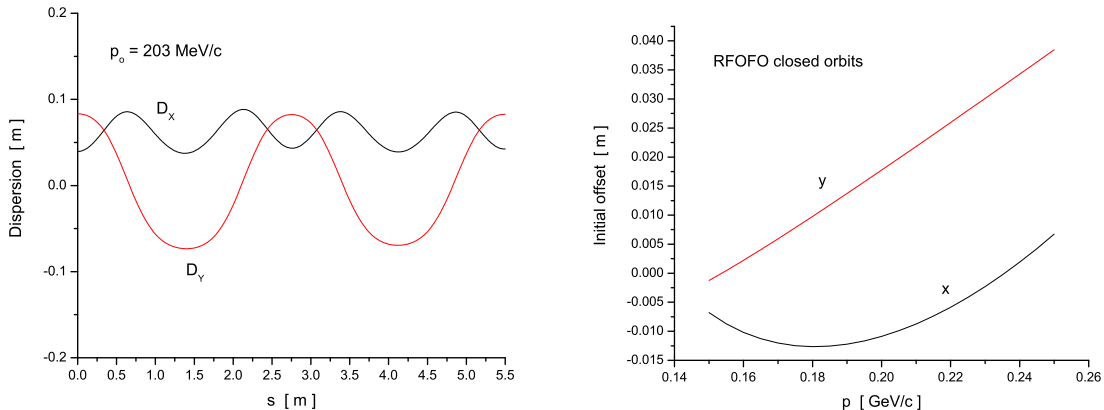 0.2
0.1
0.0
-0.1
-0.2
Dispersion [ m ]
p₀ = 203 MeV/c
D_X
D_Y
0.0 0.5 1.0 1.5 2.0 2.5 3.0 3.5 4.0 4.5 5.0 5.5
s [ m ]
0.040
0.035
0.030
0.025
0.020
0.015
0.010
0.005
0.000
-0.005
-0.010
-0.015
Initial offset [ m ]
RFOFO closed orbits
y
x
0.14 0.16 0.18 0.20 0.22 0.24 0.26
p [ GeV/c ]